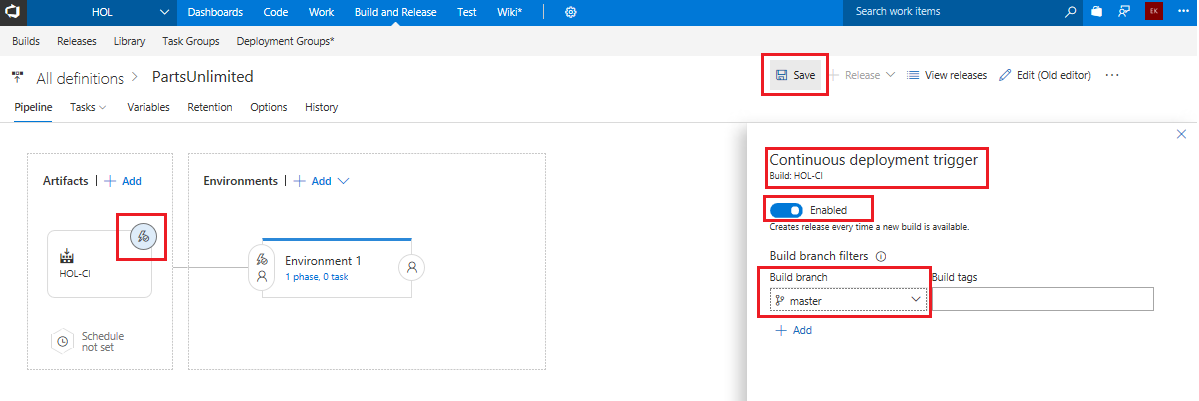 HOL Dashboards Code Work Build and Release Test Wiki* Search work items EK
Builds Releases Library Task Groups Deployment Groups*
All definitions > PartsUnlimited Save + Release View releases Edit (Old editor) ...
Pipeline Tasks Variables Retention Options History
Artifacts | + Add
HOL-CI
Schedule
not set
Environments | + Add
Environment 1
1 phase, 0 task
Continuous deployment trigger
Build: HOL-CI
Enabled
Creates release every time a new build is available.
Build branch filters
Build branch Build tags
master
+ Add